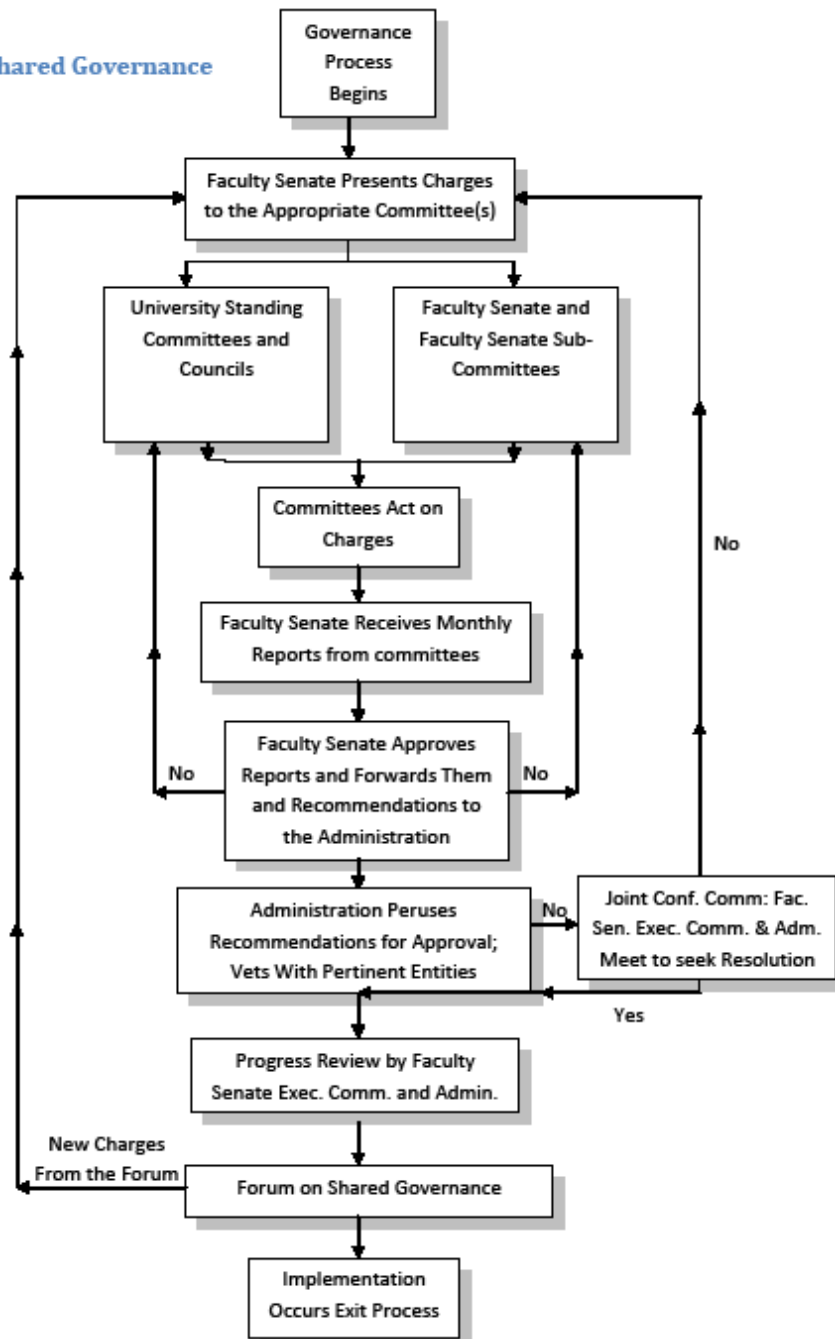 Governance
Process
Begins
hared Governance
Faculty Senate Presents Charges
to the Appropriate Committee(s)
University Standing
Committees and
Councils
Faculty Senate and
Faculty Senate Sub-
Committees
Committees Act on
Charges
No
Faculty Senate Receives Monthly
Reports from committees
Faculty Senate Approves
Reports and Forwards Them
and Recommendations to
the Administration
No
No
Administration Peruses
Recommendations for Approval;
Vets With Pertinent Entities
No
Joint Conf. Comm: Fac.
Sen. Exec. Comm. & Adm.
Meet to seek Resolution
Yes
Progress Review by Faculty
Senate Exec. Comm. and Admin.
New Charges
From the Forum
Forum on Shared Governance
Implementation
Occurs Exit Process